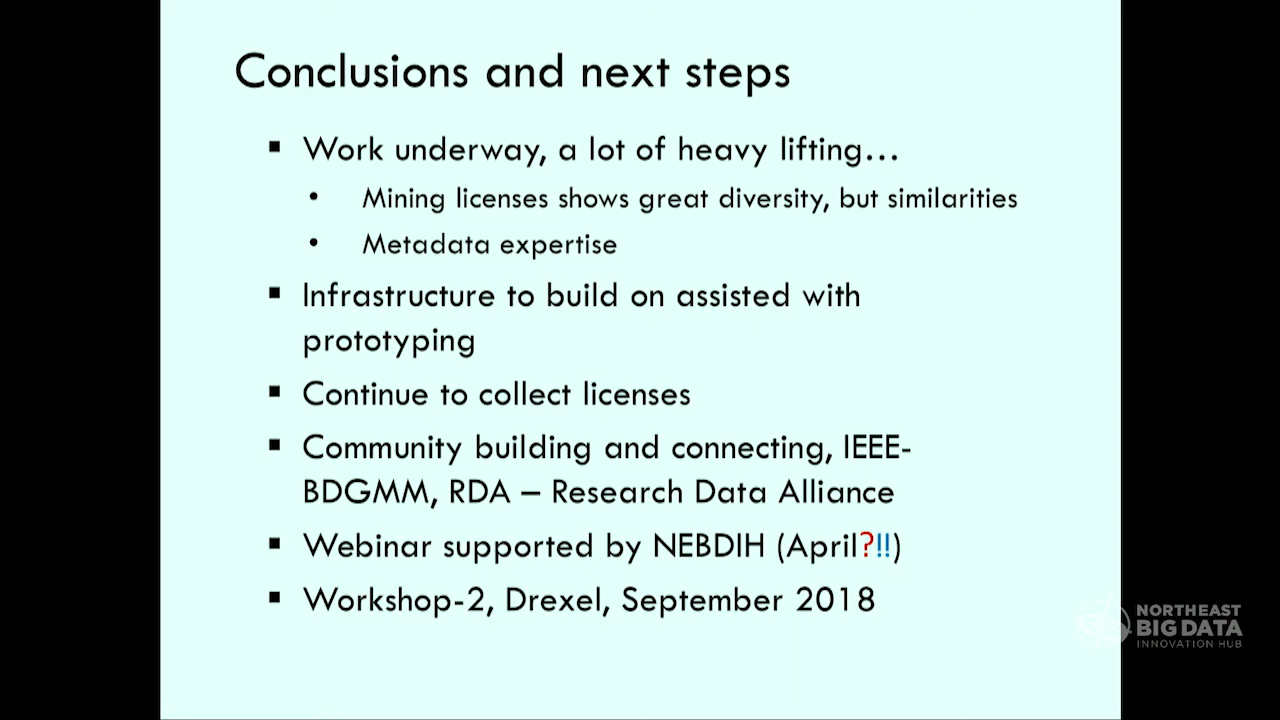 Conclusions and next steps
▪ Work underway, a lot of heavy lifting…
• Mining licenses shows great diversity, but similarities
• Metadata expertise
▪ Infrastructure to build on assisted with
prototyping
▪ Continue to collect licenses
▪ Community building and connecting, IEEE-
BDGMM, RDA – Research Data Alliance
▪ Webinar supported by NEBDIH (April?!!)
▪ Workshop-2, Drexel, September 2018
NORTHEAST
BIG DATA
INNOVATION HUB